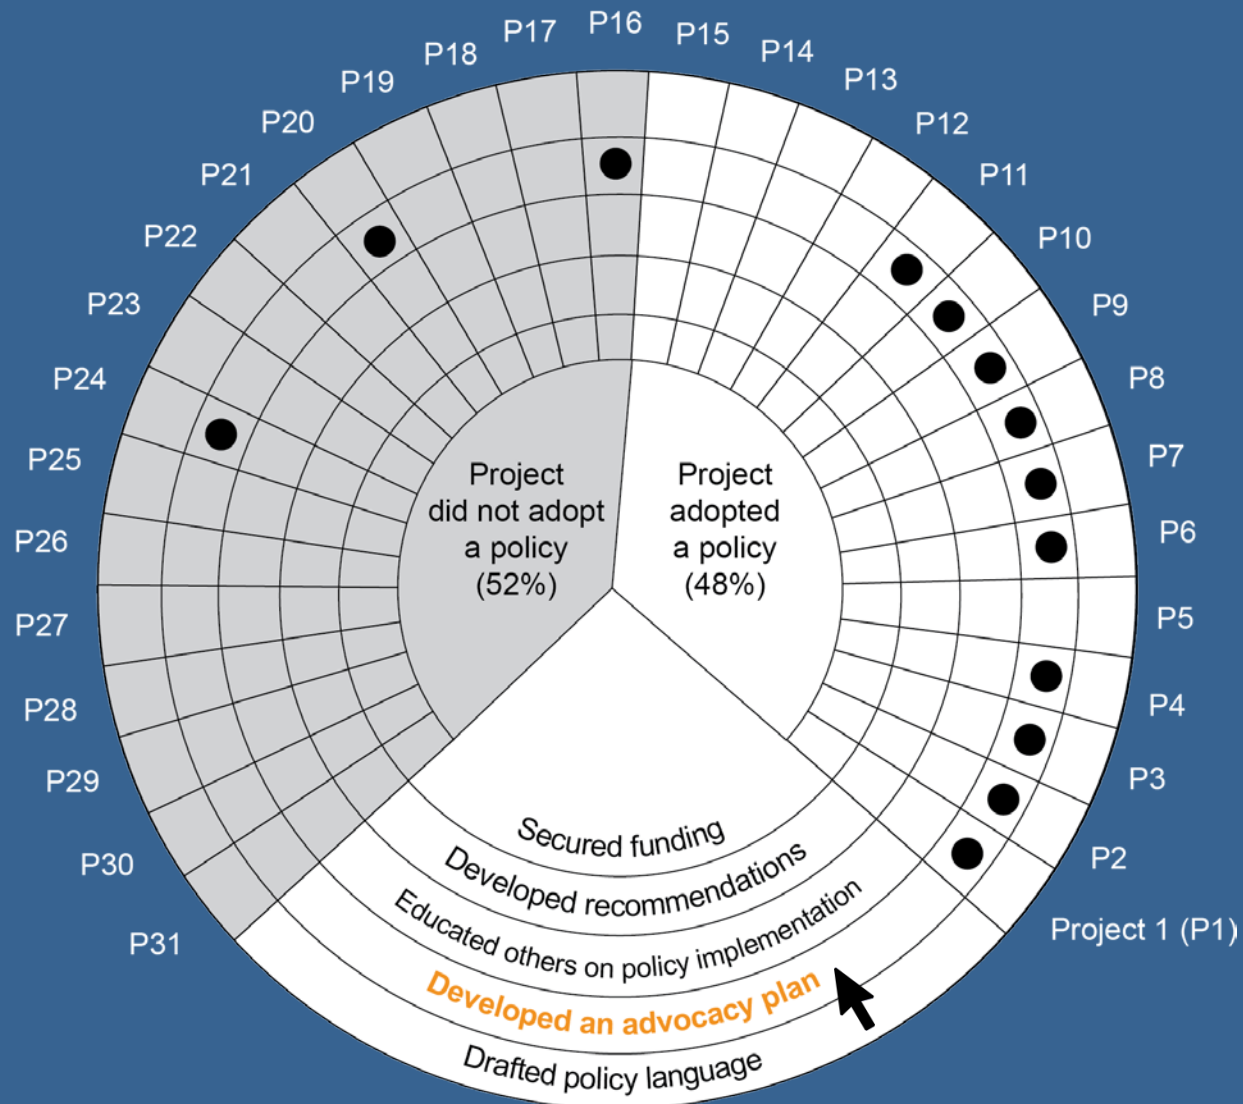 P16
P17
P15
P18
P14
P19
P13
P20
P12
P21
P11
P22
P10
P23
P9
P24
P8
P25
P7
P26
P6
P27
P5
P28
P4
P29
P3
P30
P2
P31
Project 1 (P1)
Project
did not adopt
a policy
(52%)
Project
adopted
a policy
(48%)
Secured funding
Developed recommendations
Educated others on policy implementation
Developed an advocacy plan
Drafted policy language